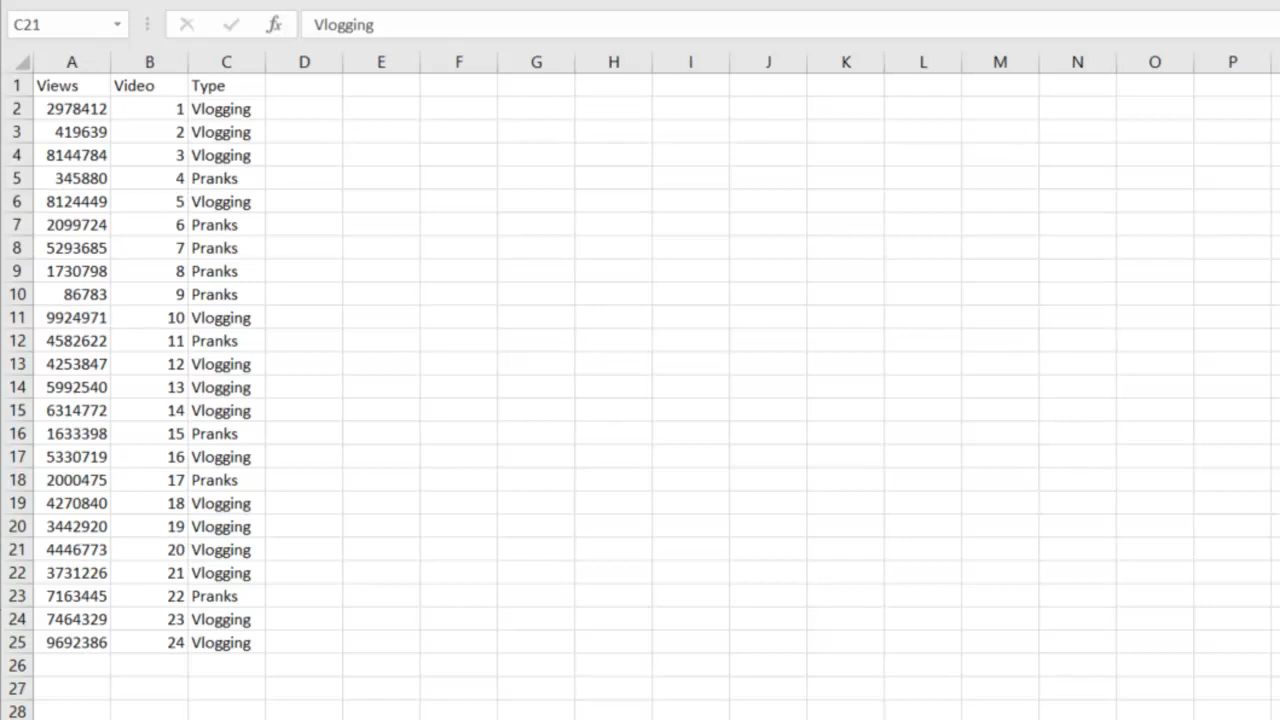 C21 fx Vlogging
A B C D E F G H I J K L M N O P
1 Views Video Type
2 2978412 1 Vlogging
3 419639 2 Vlogging
4 8144784 3 Vlogging
5 345880 4 Pranks
6 8124449 5 Vlogging
7 2099724 6 Pranks
8 5293685 7 Pranks
9 1730798 8 Pranks
10 86783 9 Pranks
11 9924971 10 Vlogging
12 4582622 11 Pranks
13 4253847 12 Vlogging
14 5992540 13 Vlogging
15 6314772 14 Vlogging
16 1633398 15 Pranks
17 5330719 16 Vlogging
18 2000475 17 Pranks
19 4270840 18 Vlogging
20 3442920 19 Vlogging
21 4446773 20 Vlogging
22 3731226 21 Vlogging
23 7163445 22 Pranks
24 7464329 23 Vlogging
25 9692386 24 Vlogging
26
27
28